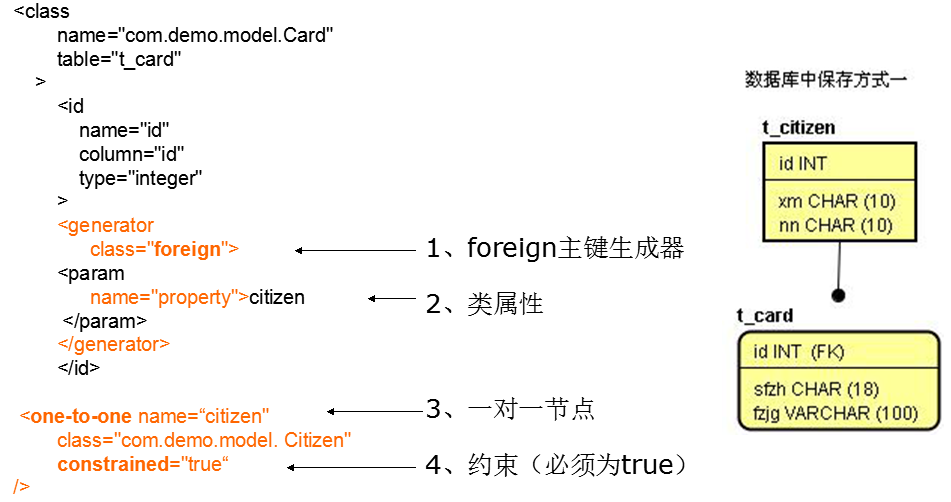 <class
name="com.demo.model.Card"
table="t_card"
>
<id
name="id"
column="id"
type="integer"
>
<generator
class="foreign">
<param
name="property">citizen
</param>
</generator>
</id>
<one-to-one name=“citizen"
class="com.demo.model. Citizen"
constrained="true“
/>
1、foreign主键生成器
2、类属性
3、一对一节点
4、约束（必须为true）
数据库中保存方式一
t_citizen
id INT
xm CHAR (10)
nn CHAR (10)
t_card
id INT (FK)
sfzh CHAR (18)
fzjg VARCHAR (100)